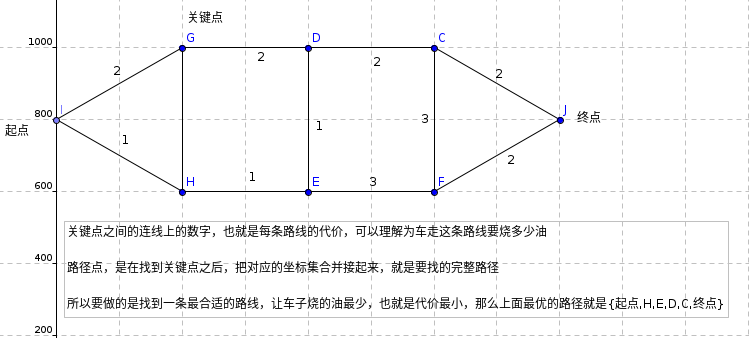 关键点
1000
G
D
C
2
2
2
2
800
I
J
起点
终点
1
1
3
600
H
1
E
3
F
2
关键点之间的连线上的数字，也就是每条路线的代价，可以理解为车走这条路线要烧多少油
400
路径点，是在找到关键点之后，把对应的坐标集合并接起来，就是要找的完整路径
所以要做的是找到一条最合适的路线，让车子烧的油最少，也就是代价最小，那么上面最优的路径就是{起点,H,E,D,C,终点}
200